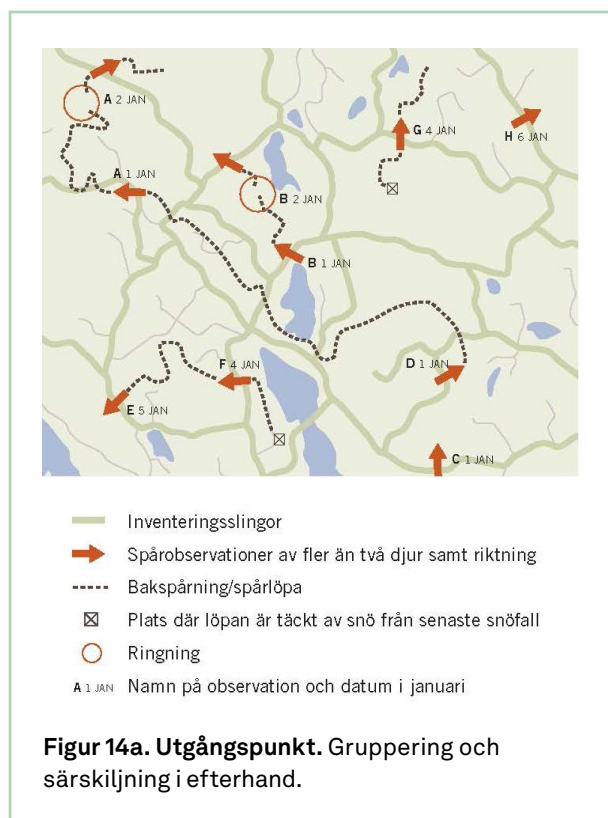 A 2 JAN
G 4 JAN
H 6 JAN
A 1 JAN
B 2 JAN
B 1 JAN
F 4 JAN
D 1 JAN
E 5 JAN
C 1 JAN
Inventeringsslingor
Spårobservationer av fler än två djur samt riktning
Bakspårning/spårlöpa
Plats där löpan är täckt av snö från senaste snöfall
Ringning
A 1 JAN Namn på observation och datum i januari
Figur 14a. Utgångspunkt. Gruppering och
särskiljning i efterhand.